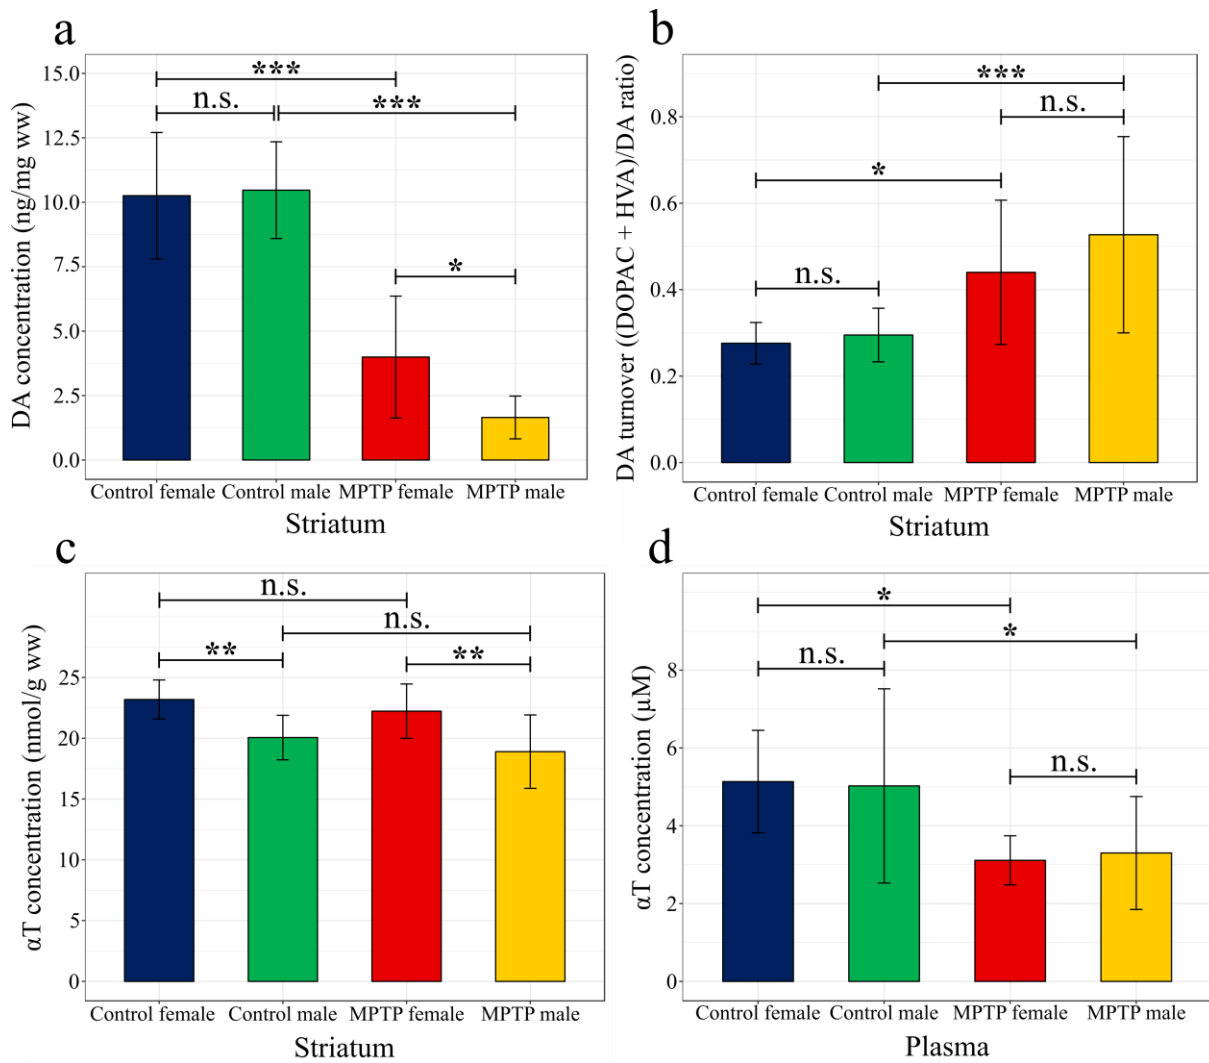 a
DA concentration (ng/mg ww)
15.0
12.5
10.0
7.5
5.0
2.5
0.0
***
n.s.
***
*
Control female
Control male
MPTP female
MPTP male
Striatum
b
DA turnover ((DOPAC + HVA)/DA ratio)
0.8
0.6
0.4
0.2
0.0
***
n.s.
*
n.s.
Control female
Control male
MPTP female
MPTP male
Striatum
c
αT concentration (nmol/g ww)
25
20
15
10
5
0
n.s.
n.s.
**
**
Control female
Control male
MPTP female
MPTP male
Striatum
d
αT concentration (μM)
8
6
4
2
0
*
*
n.s.
n.s.
Control female
Control male
MPTP female
MPTP male
Plasma